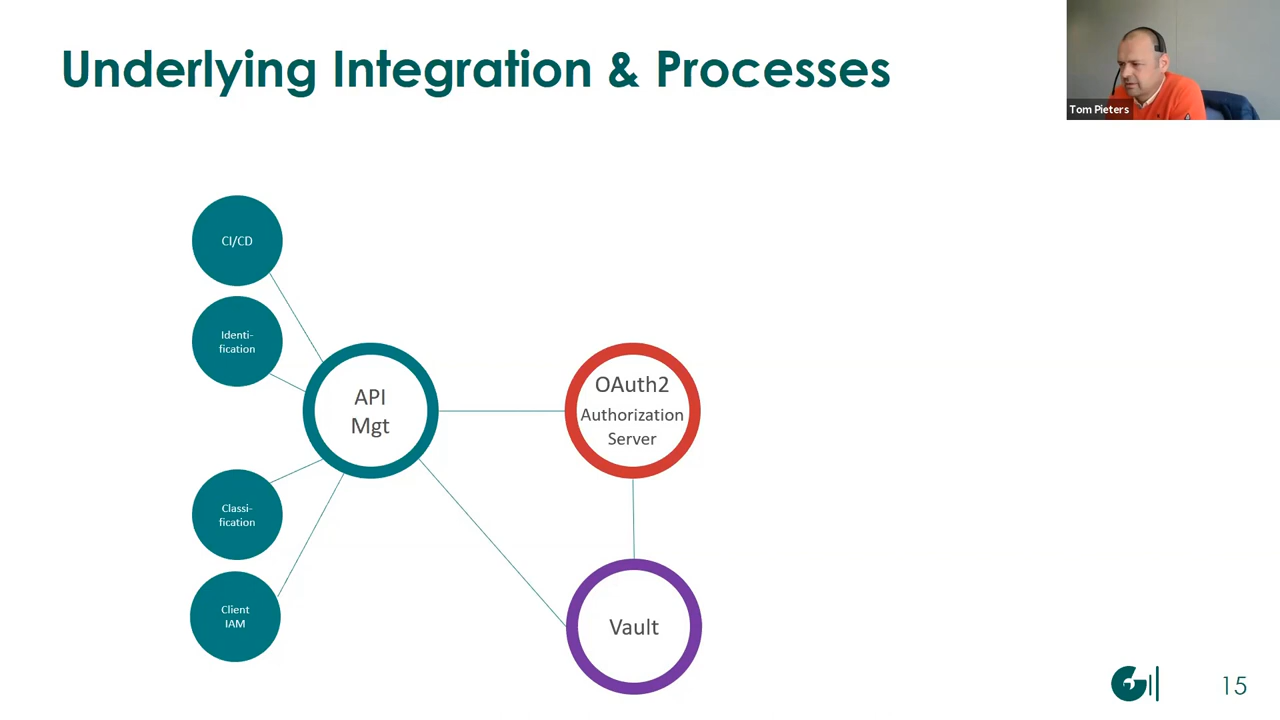 Underlying Integration & Processes
Tom Pieters
CI/CD
Identi-
fication
API
Mgt
OAuth2
Authorization
Server
Classi-
fication
Client
IAM
Vault
15